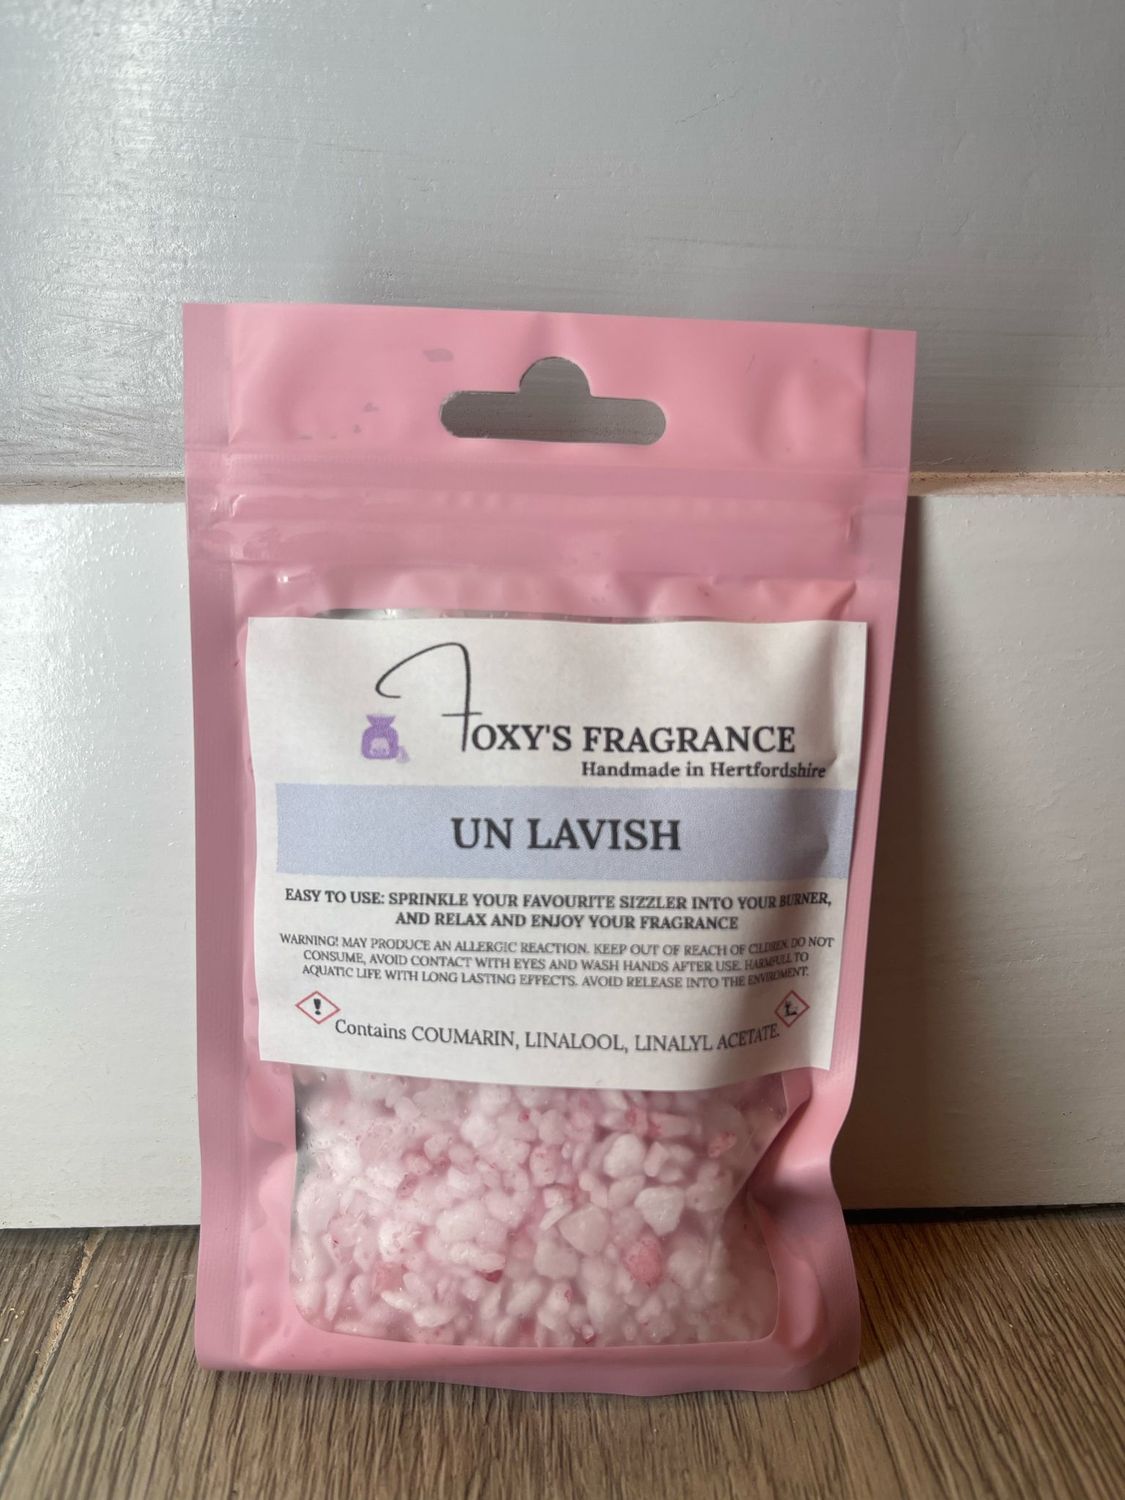 FOXY'S FRAGRANCE
Handmade in Hertfordshire
UN LAVISH
EASY TO USE: SPRINKLE YOUR FAVOURITE SIZZLER INTO YOUR BURNER,
AND RELAX AND ENJOY YOUR FRAGRANCE
WARNING! MAY PRODUCE AN ALLERGIC REACTION. KEEP OUT OF REACH OF CILDREN. DO NOT
CONSUME, AVOID CONTACT WITH EYES AND WASH HANDS AFTER USE. HARMFULL TO
AQUATIC LIFE WITH LONG LASTING EFFECTS. AVOID RELEASE INTO THE ENVIROMENT.
Contains COUMARIN, LINALOOL, LINALYL ACETATE.